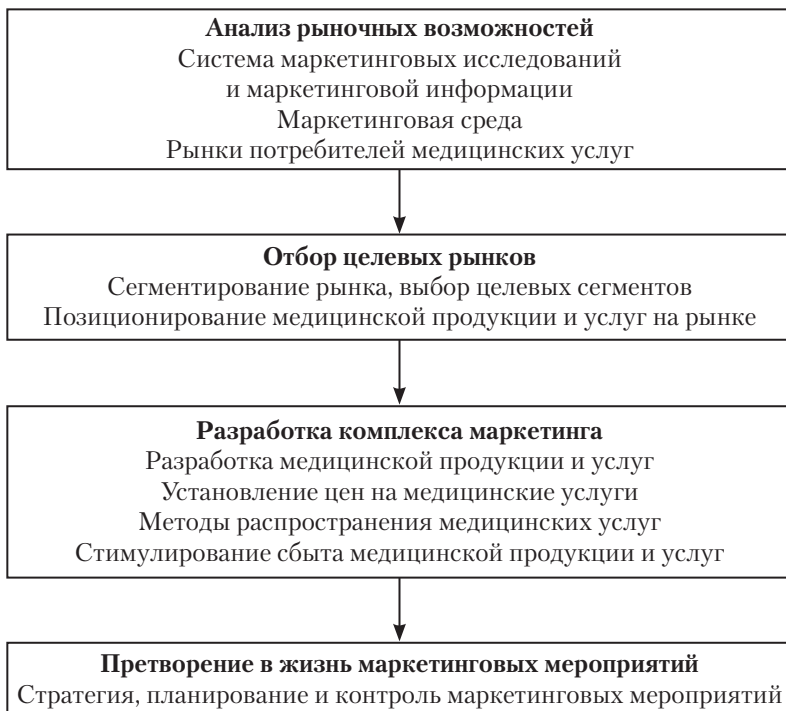 Анализ рыночных возможностей
Система маркетинговых исследований
и маркетинговой информации
Маркетинговая среда
Рынки потребителей медицинских услуг
Отбор целевых рынков
Сегментирование рынка, выбор целевых сегментов
Позиционирование медицинской продукции и услуг на рынке
Разработка комплекса маркетинга
Разработка медицинской продукции и услуг
Установление цен на медицинские услуги
Методы распространения медицинских услуг
Стимулирование сбыта медицинской продукции и услуг
Претворение в жизнь маркетинговых мероприятий
Стратегия, планирование и контроль маркетинговых мероприятий